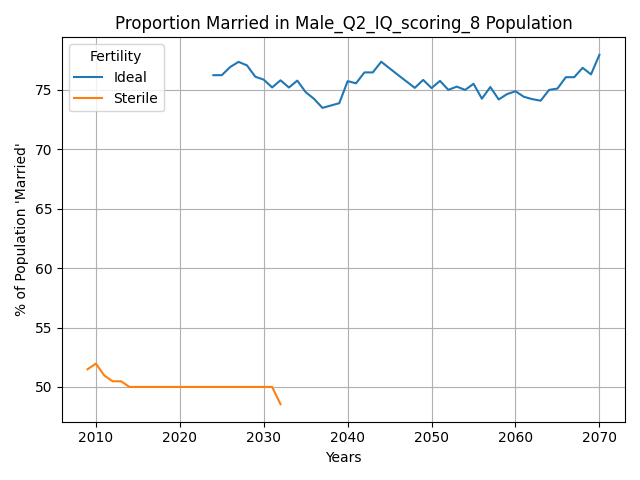 Proportion Married in Male_Q2_IQ_scoring_8 Population
Fertility
Ideal
Sterile
% of Population 'Married'
75
70
65
60
55
50
2010 2020 2030 2040 2050 2060 2070
Years